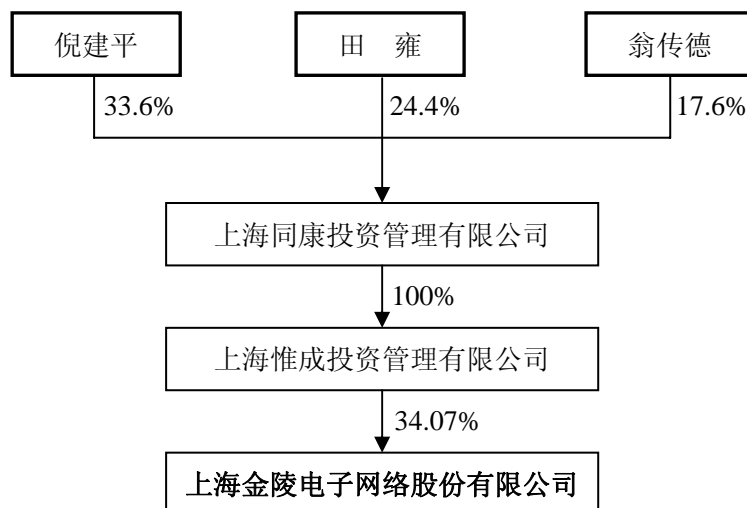 倪建平
田 雍
翁传德
33.6%
24.4%
17.6%
上海同康投资管理有限公司
100%
上海惟成投资管理有限公司
34.07%
上海金陵电子网络股份有限公司